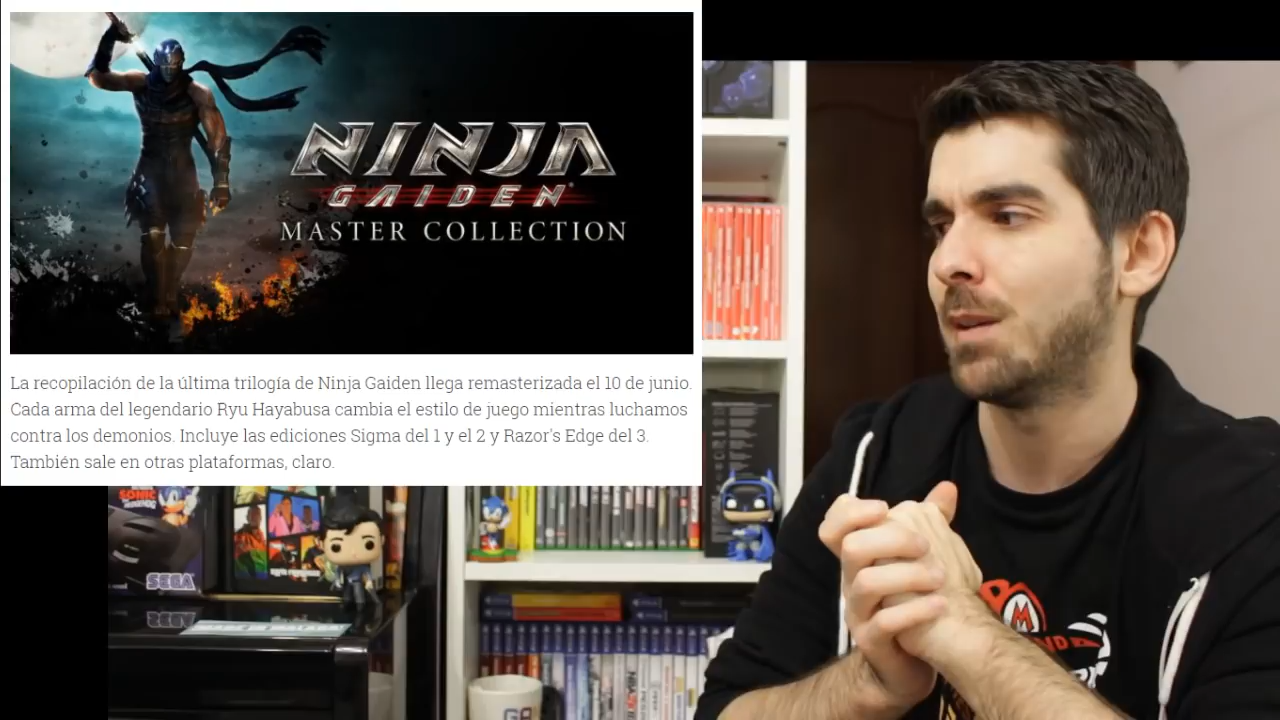 NINJA
GAIDEN
MASTER COLLECTION
La recopilación de la última trilogía de Ninja Gaiden llega remasterizada el 10 de junio.
Cada arma del legendario Ryu Hayabusa cambia el estilo de juego mientras luchamos
contra los demonios. Incluye las ediciones Sigma del 1 y el 2 y Razor's Edge del 3.
También sale en otras plataformas, claro.
SONIC
SEGA
M